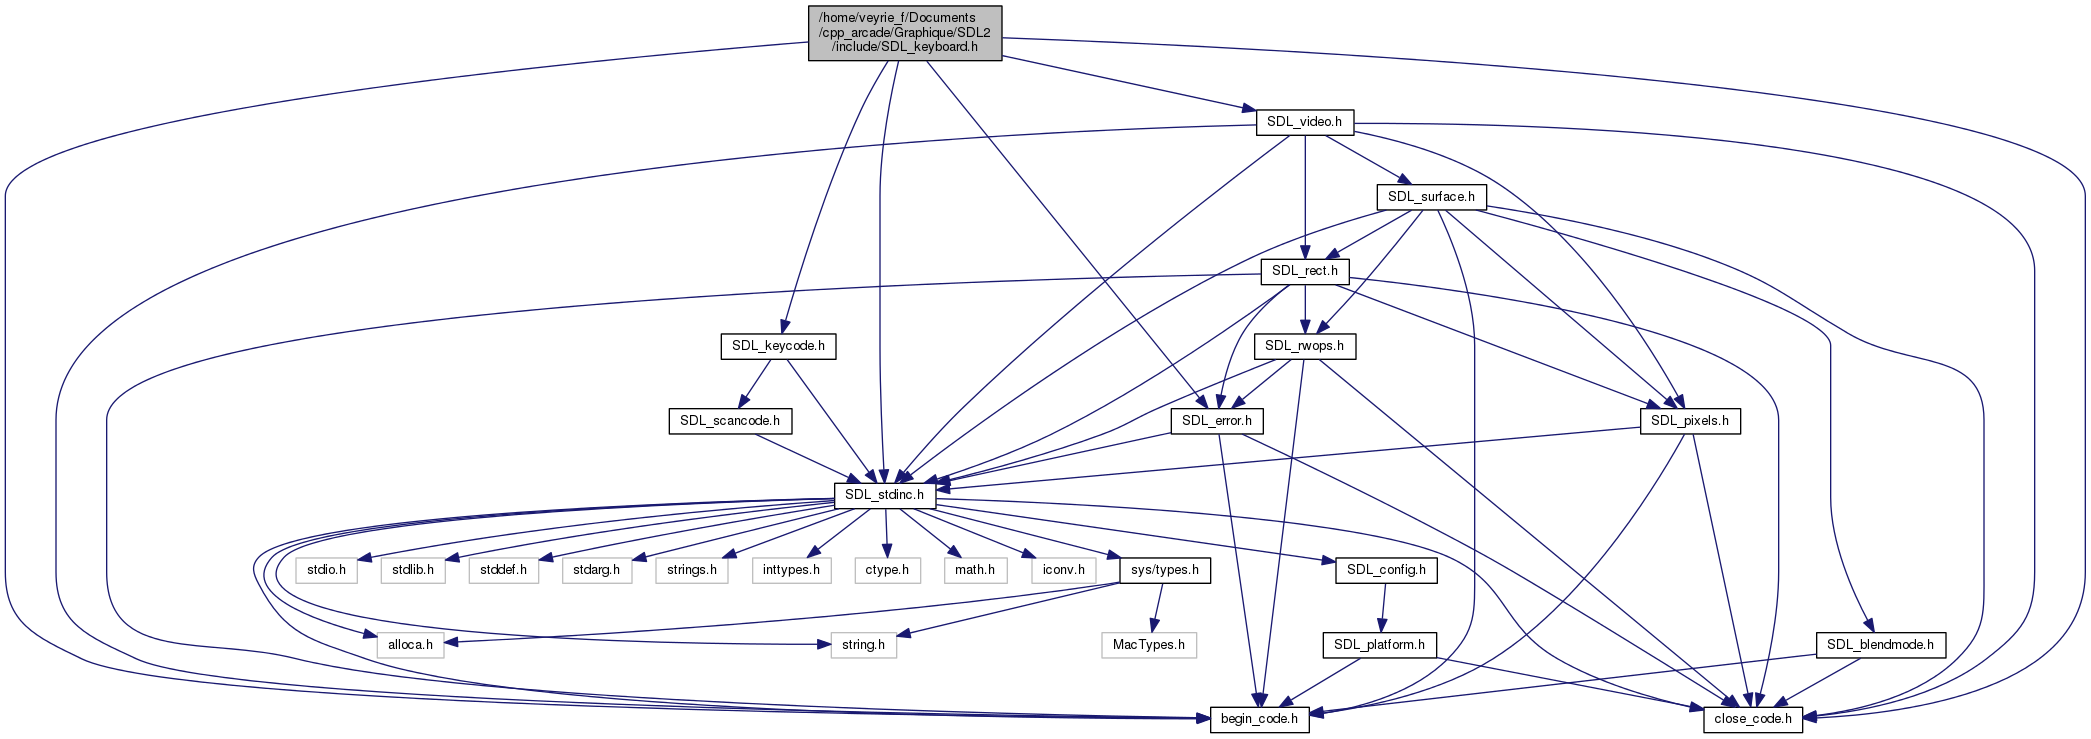 /home/veyrie_f/Documents
/cpp_arcade/Graphique/SDL2
/include/SDL_keyboard.h
SDL_video.h
SDL_surface.h
SDL_rect.h
SDL_keycode.h
SDL_rwops.h
SDL_scancode.h
SDL_error.h
SDL_pixels.h
SDL_stdinc.h
stdio.h
stdlib.h
stddef.h
stdarg.h
strings.h
inttypes.h
ctype.h
math.h
iconv.h
sys/types.h
SDL_config.h
alloca.h
string.h
MacTypes.h
SDL_platform.h
SDL_blendmode.h
begin_code.h
close_code.h